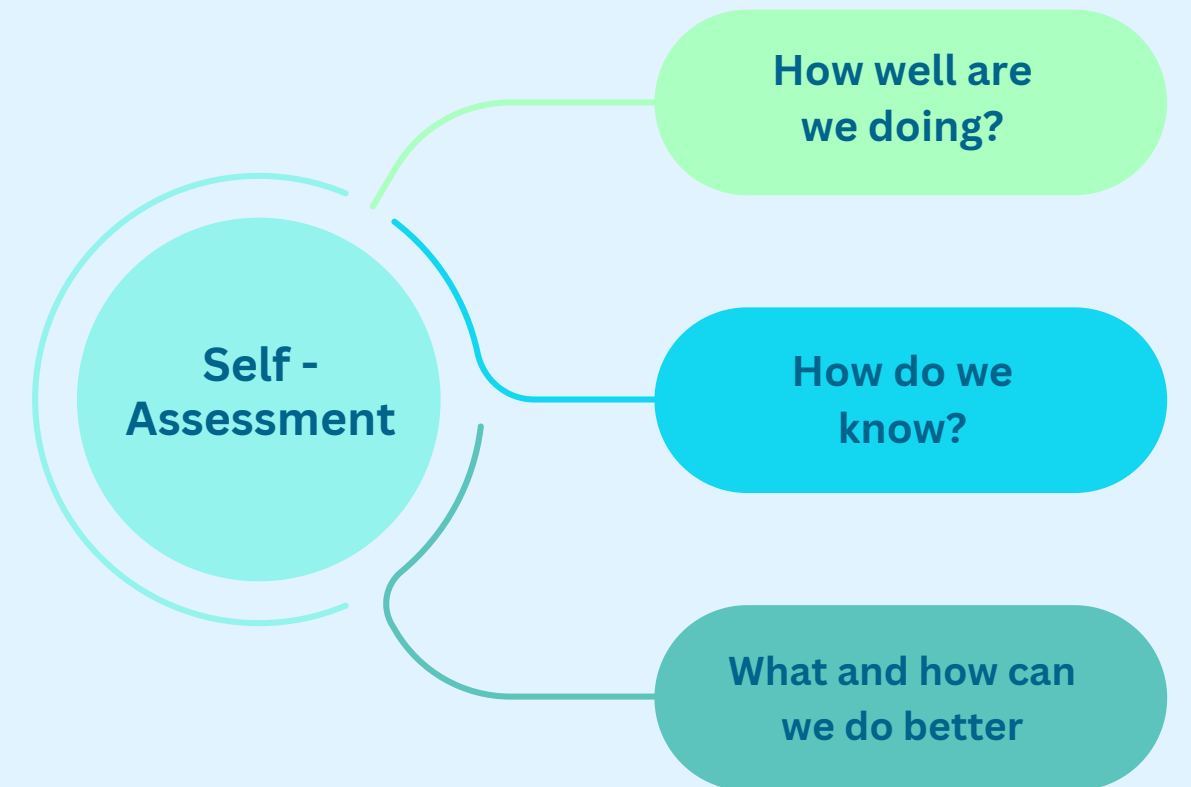 Self -
Assessment
How well are
we doing?
How do we
know?
What and how can
we do better